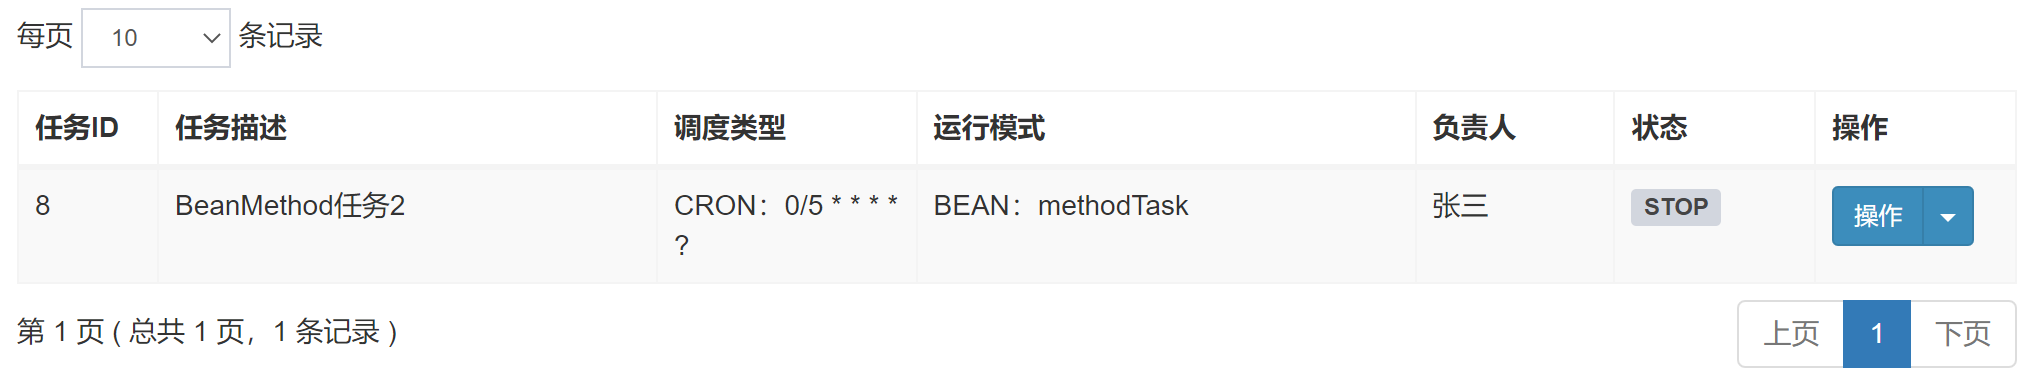 每页 10 条记录
任务ID 任务描述 调度类型 运行模式 负责人 状态 操作
8 BeanMethod任务2 CRON：0/5 * * * * BEAN：methodTask 张三 STOP 操作
?
第 1 页 ( 总共 1 页，1 条记录 ) 上页 1 下页